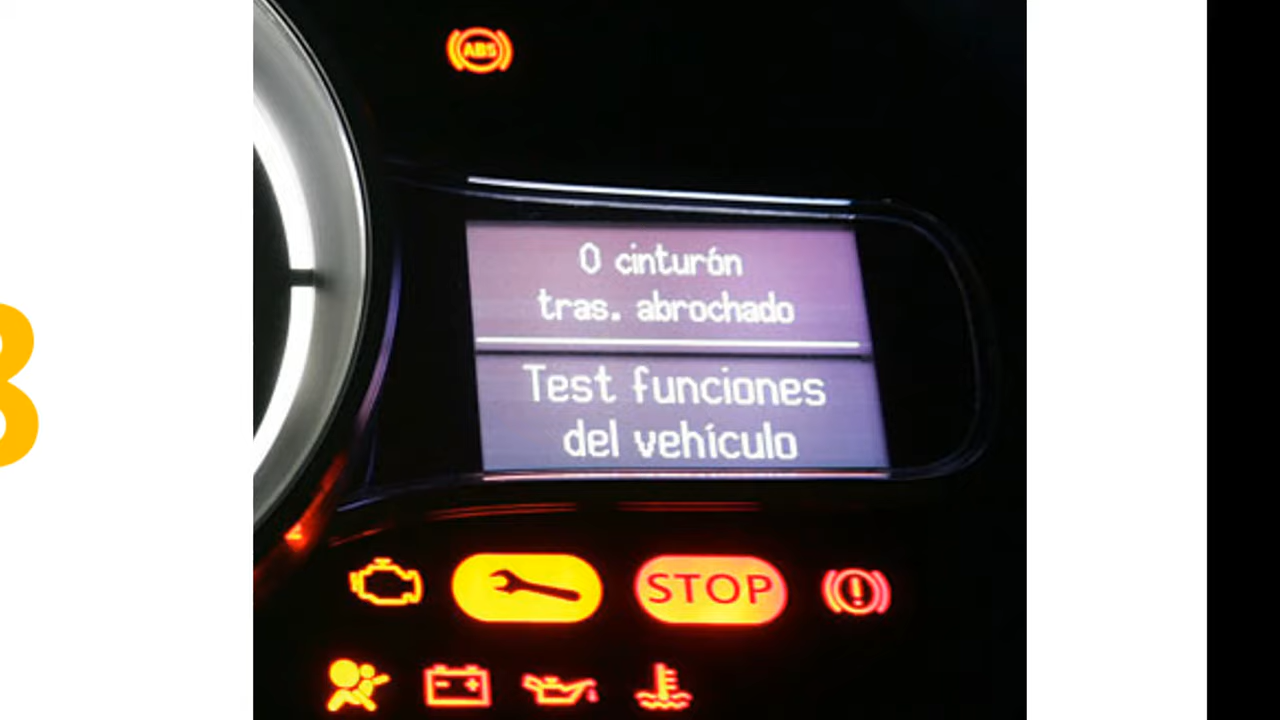 ABS
0 cinturón
tras. abrochado
Test funciones
del vehículo
STOP